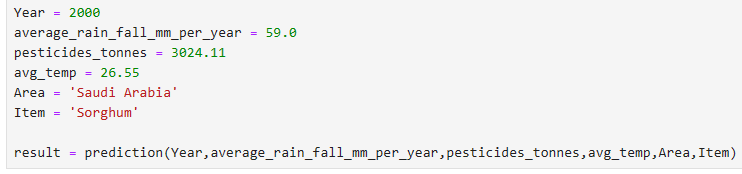 Year = 2000
average_rain_fall_mm_per_year = 59.0
pesticides_tonnes = 3024.11
avg_temp = 26.55
Area = 'Saudi Arabia'
Item = 'Sorghum'
result = prediction(Year,average_rain_fall_mm_per_year,pesticides_tonnes,avg_temp,Area,Item)